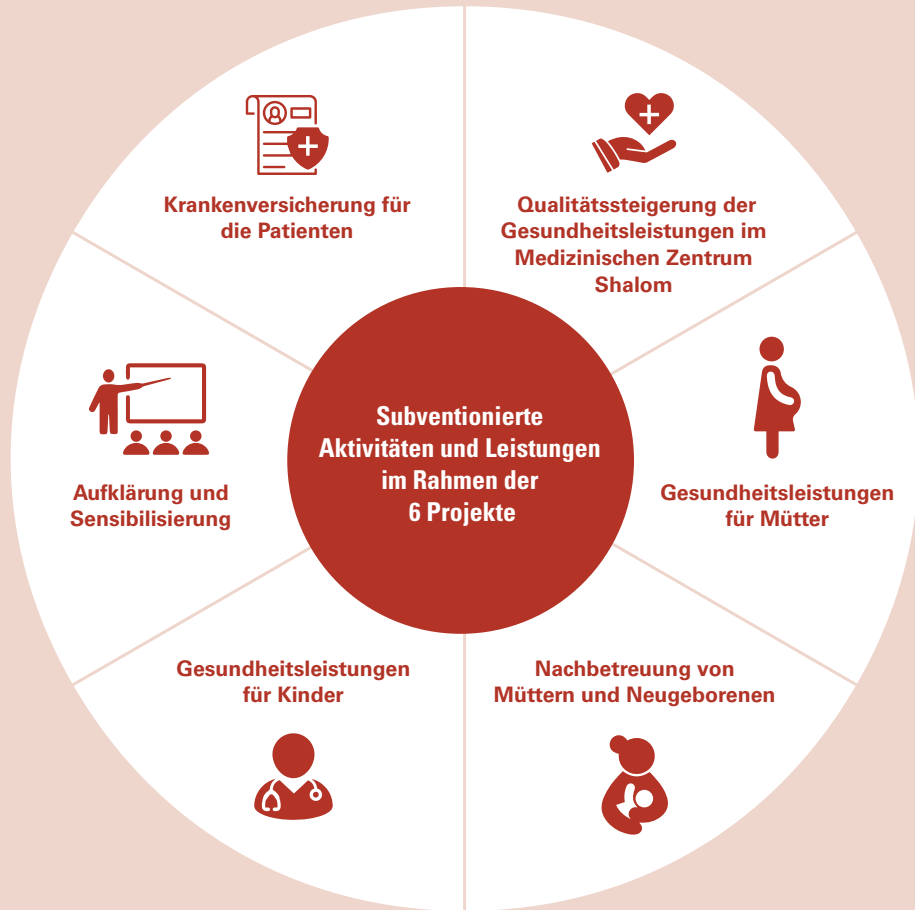 Krankenversicherung für
die Patienten
Qualitätssteigerung der
Gesundheitsleistungen im
Medizinischen Zentrum
Shalom
Aufklärung und
Sensibilisierung
Subventionierte
Aktivitäten und Leistungen
im Rahmen der
6 Projekte
Gesundheitsleistungen
für Mütter
Gesundheitsleistungen
für Kinder
Nachbetreuung von
Müttern und Neugeborenen